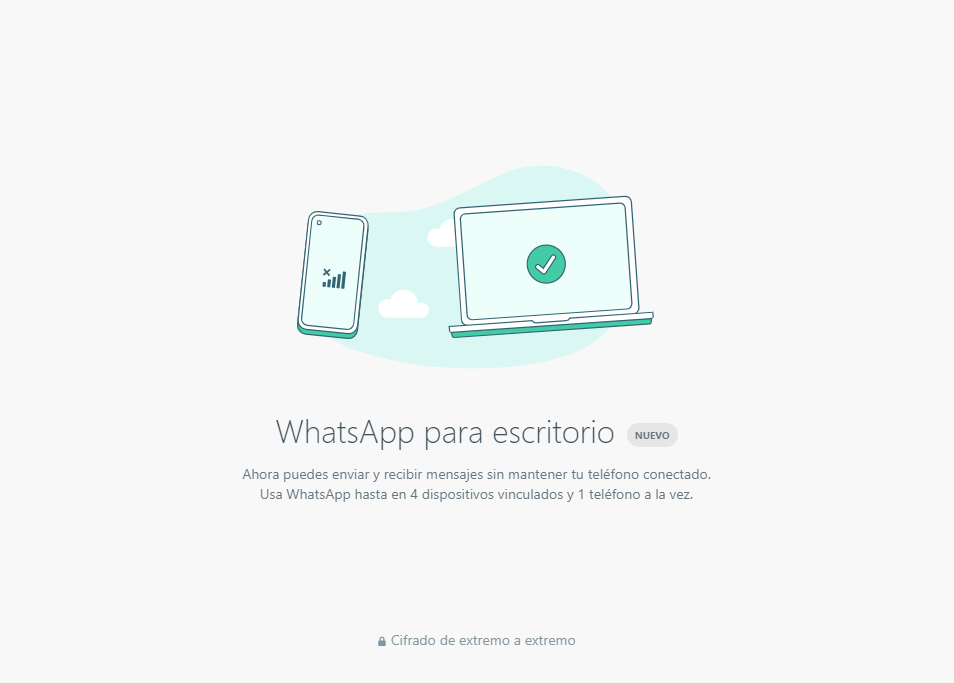 WhatsApp para escritorio NUEVO
Ahora puedes enviar y recibir mensajes sin mantener tu teléfono conectado.
Usa WhatsApp hasta en 4 dispositivos vinculados y 1 teléfono a la vez.
Cifrado de extremo a extremo